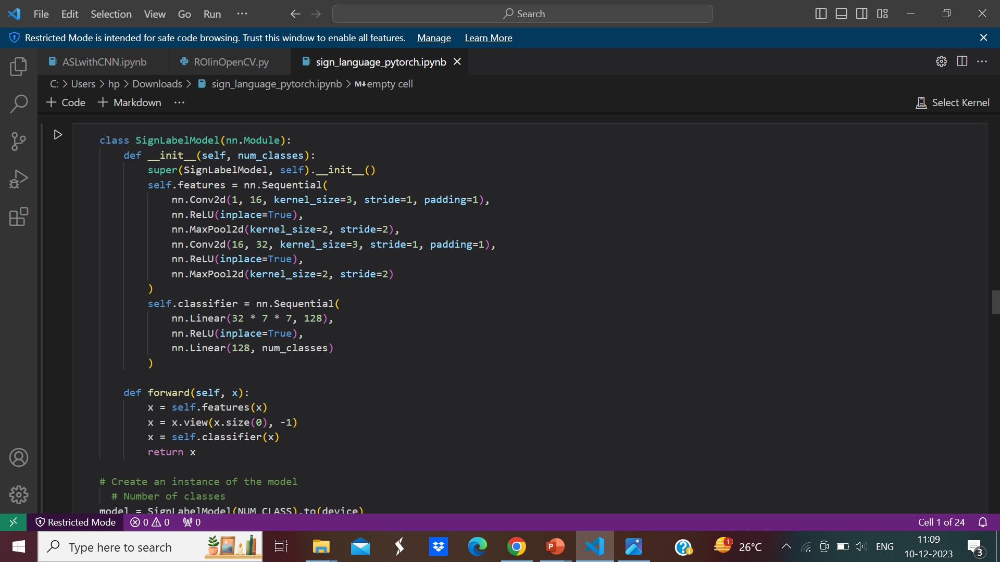 File Edit Selection View Go Run ··· Search
Restricted Mode is intended for safe code browsing. Trust this window to enable all features. Manage Learn More
ASLwithCNN.ipynb ROIinOpenCV.py sign_language_pytorch.ipynb
C: > Users > hp > Downloads > sign_language_pytorch.ipynb > M↓empty cell
+ Code + Markdown ··· Select Kernel
class SignLabelModel(nn.Module):
    def __init__(self, num_classes):
        super(SignLabelModel, self).__init__()
        self.features = nn.Sequential(
            nn.Conv2d(1, 16, kernel_size=3, stride=1, padding=1),
            nn.ReLU(inplace=True),
            nn.MaxPool2d(kernel_size=2, stride=2),
            nn.Conv2d(16, 32, kernel_size=3, stride=1, padding=1),
            nn.ReLU(inplace=True),
            nn.MaxPool2d(kernel_size=2, stride=2)
        )
        self.classifier = nn.Sequential(
            nn.Linear(32 * 7 * 7, 128),
            nn.ReLU(inplace=True),
            nn.Linear(128, num_classes)
        )
    def forward(self, x):
        x = self.features(x)
        x = x.view(x.size(0), -1)
        x = self.classifier(x)
        return x
# Create an instance of the model
  # Number of classes
model = SignLabelModel(NUM_CLASS).to(device)
Restricted Mode 0 0 0 Cell 1 of 24
Type here to search 1 26°C ENG 11:09
10-12-2023 3